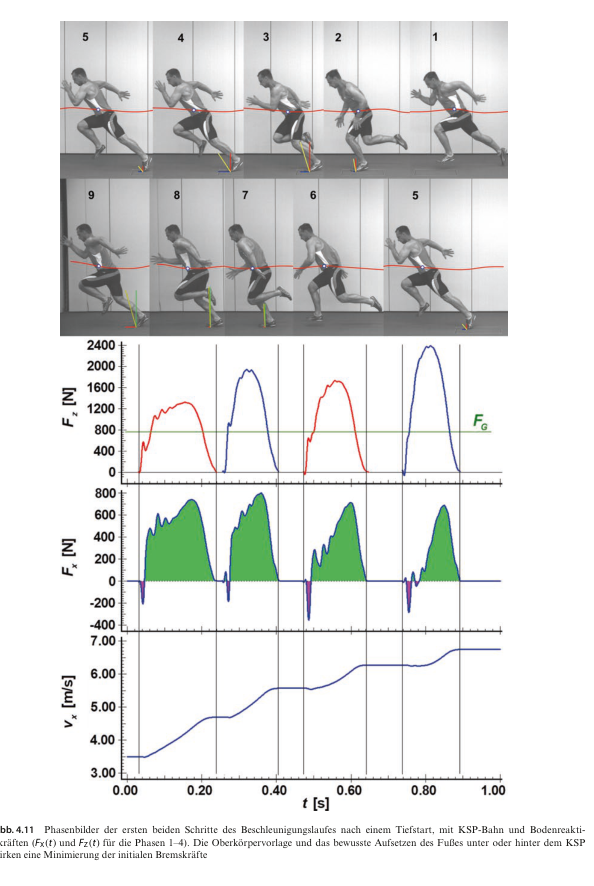 5 4 3 2 1
9 8 7 6 5
2400
2000
1600
1200
800
400
0
F_z [N]
F_G
800
600
400
200
0
-200
-400
F_x [N]
7.00
6.00
5.00
4.00
3.00
v_x [m/s]
0.00 0.20 0.40 0.60 0.80 1.00
t [s]
bb. 4.11 Phasenbilder der ersten beiden Schritte des Beschleunigungslaufes nach einem Tiefstart, mit KSP-Bahn und Bodenreakti-
kräften (F_X(t) und F_Z(t) für die Phasen 1–4). Die Oberkörpervorlage und das bewusste Aufsetzen des Fußes unter oder hinter dem KSP
irken eine Minimierung der initialen Bremskräfte